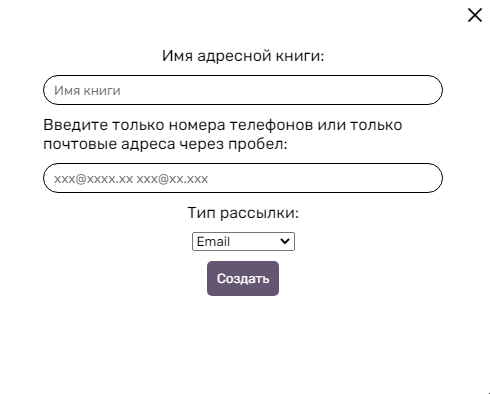 Имя адресной книги:
Имя книги
Введите только номера телефонов или только
почтовые адреса через пробел:
xxx@xxxx.xx xxx@xx.xxx
Тип рассылки:
Email
Создать